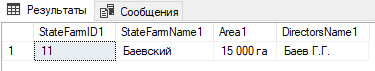 Результаты Сообщения
StateFarmID1 StateFarmName1 Area1 DirectorsName1
1 11 Баевский 15 000 га Баев Г.Г.